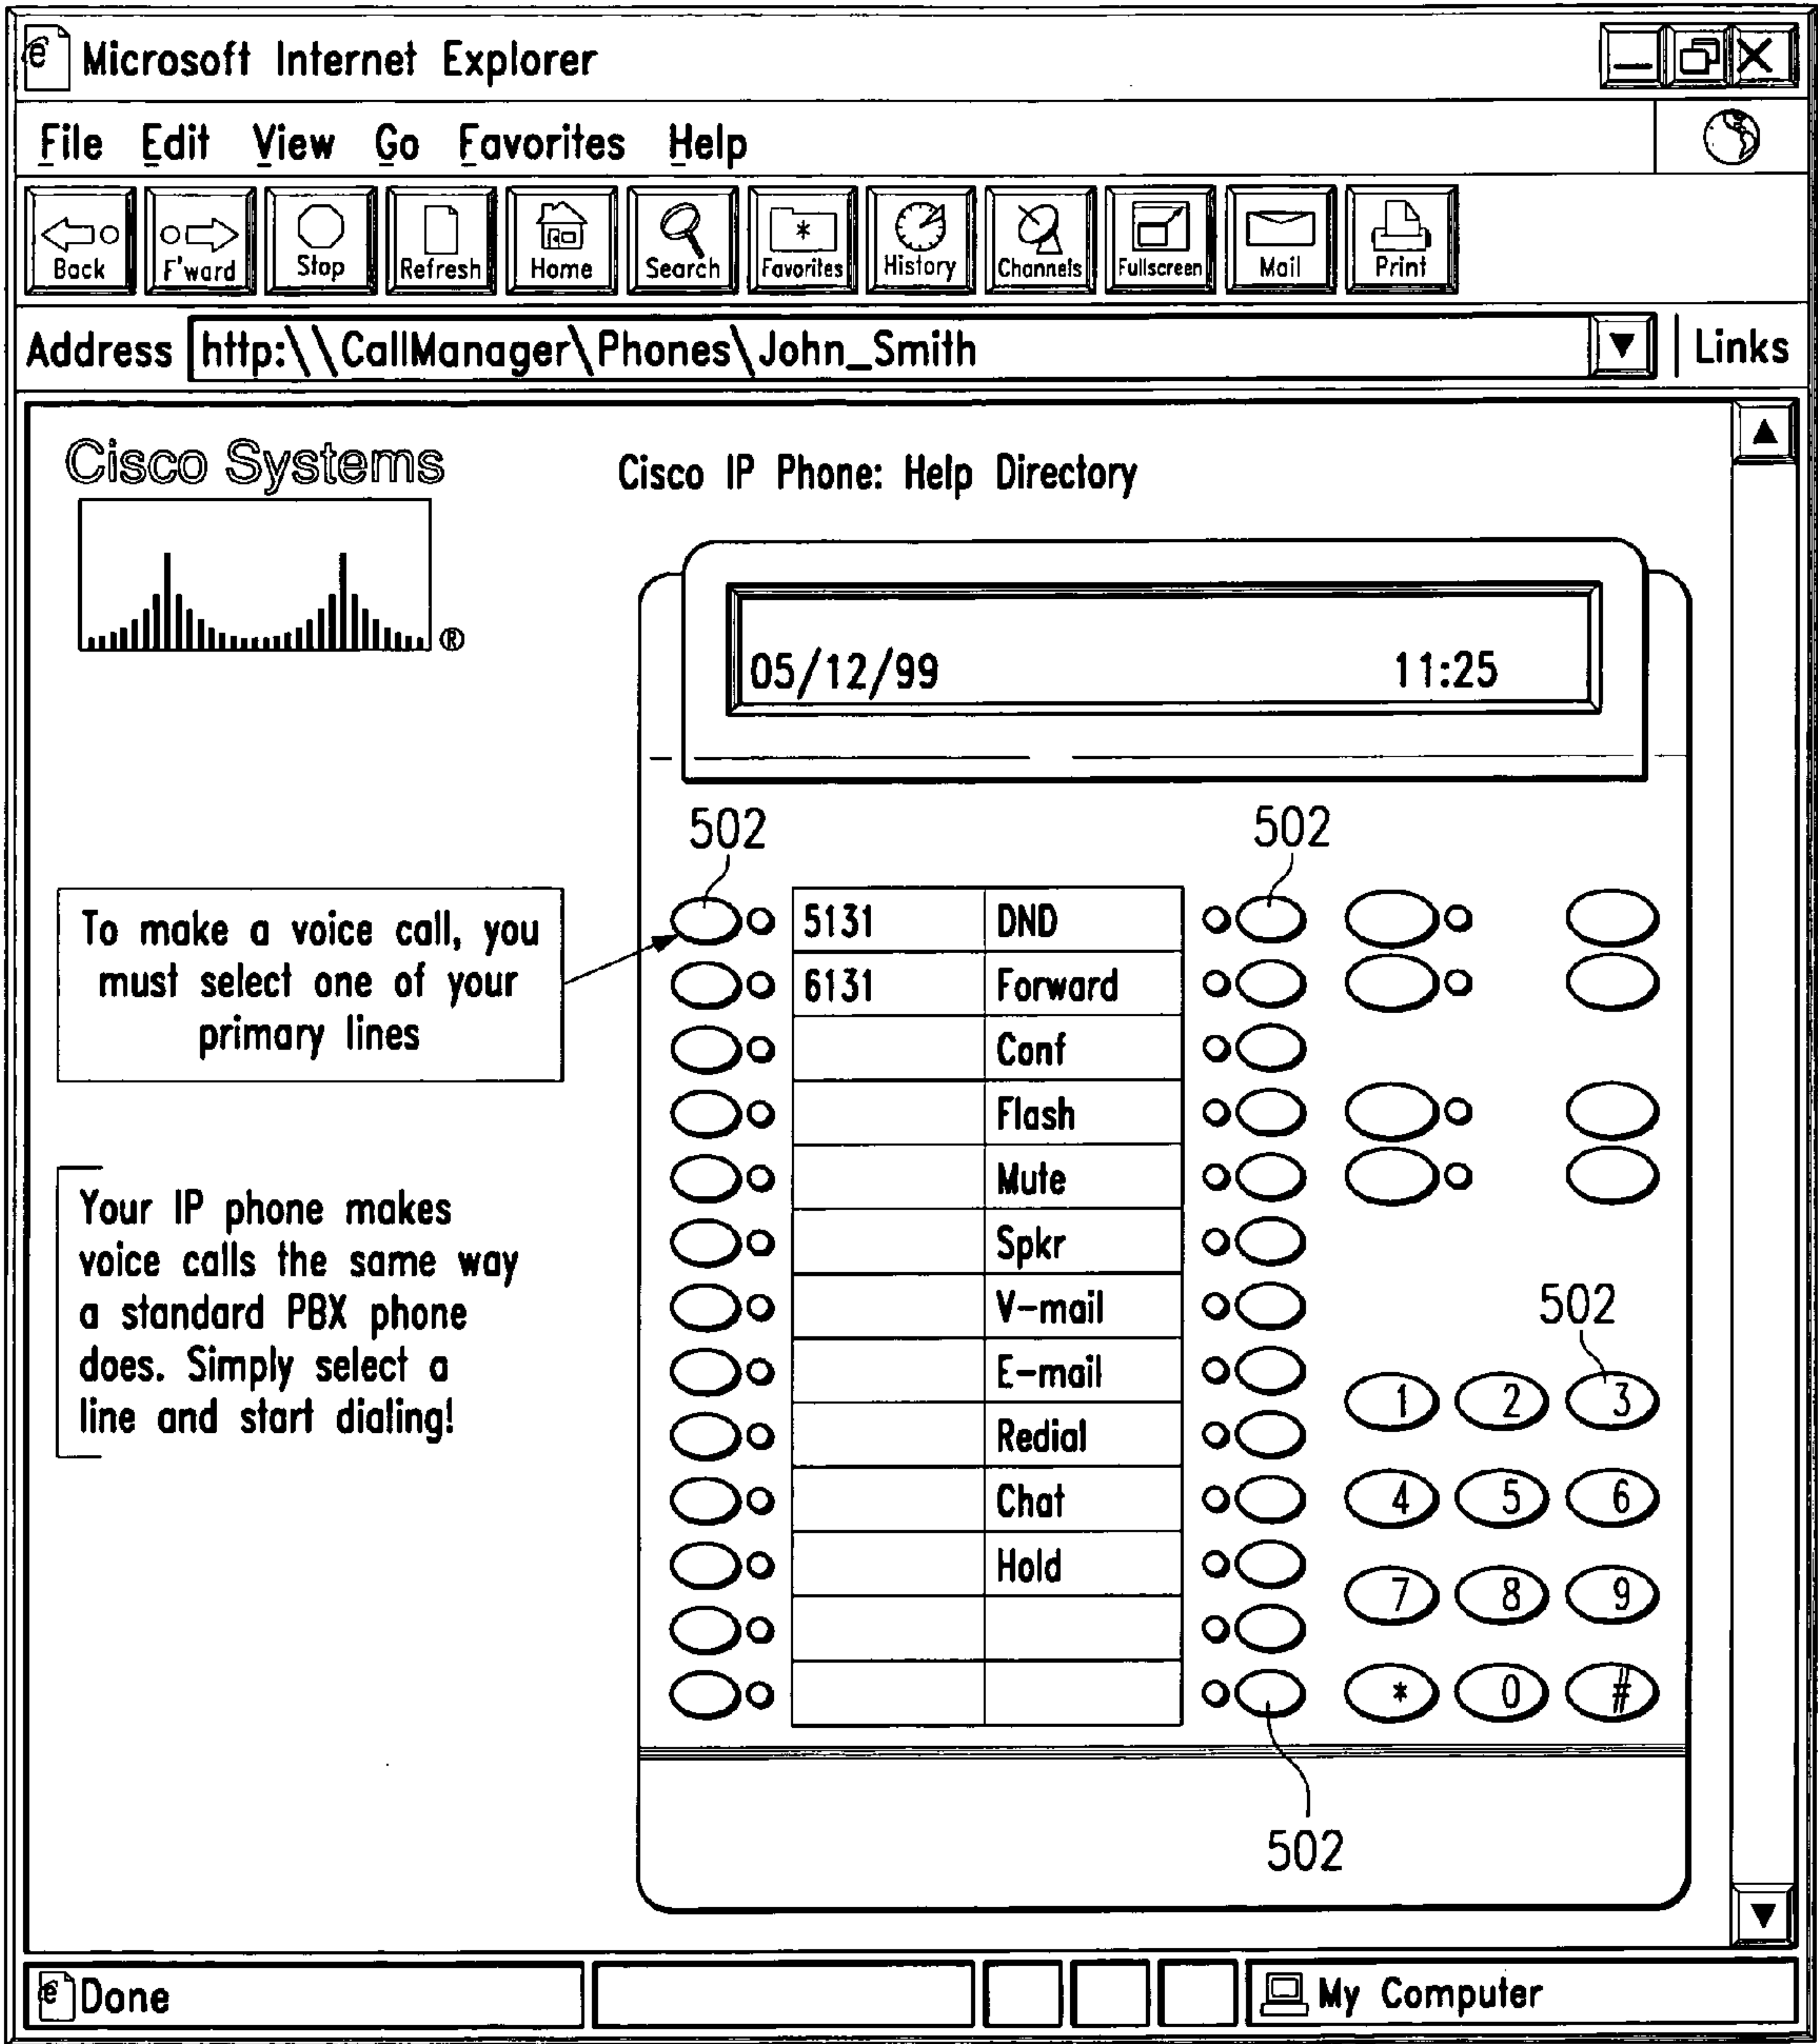 Microsoft Internet Explorer
File Edit View Go Favorites Help
Back F'ward Stop Refresh Home Search Favorites History Channels Fullscreen Mail Print
Address http:\\CallManager\Phones\John_Smith Links
Cisco Systems
®
Cisco IP Phone: Help Directory
05/12/99 11:25
502 502
To make a voice call, you
must select one of your
primary lines
Your IP phone makes
voice calls the same way
a standard PBX phone
does. Simply select a
line and start dialing!
5131 DND
6131 Forward
Conf
Flash
Mute
Spkr
V-mail
E-mail
Redial
Chat
Hold
502
1 2 3
4 5 6
7 8 9
* 0 #
502
Done My Computer